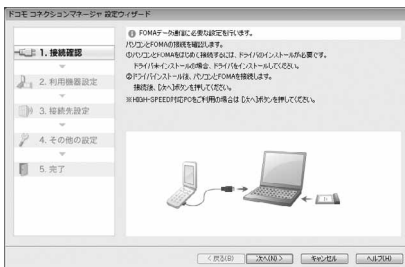 ドコモ コネクションマネージャ 設定ウィザード
FOMAデータ通信に必要な設定を行います。
パソコンとFOMAの接続を確認します。
①パソコンとFOMAをはじめて接続するには、ドライバのインストールが必要です。
ドライバ未インストールの場合、ドライバをインストールしてください。
②ドライバインストール後、パソコンとFOMAを接続します。
接続後、[次へ]ボタンを押してください。
※HIGH-SPEED対応PCをご利用の場合は[次へ]ボタンを押してください。
1. 接続確認
2. 利用機器設定
3. 接続先設定
4. その他の設定
5. 完了
< 戻る(B)
次へ(N) >
キャンセル
ヘルプ(H)